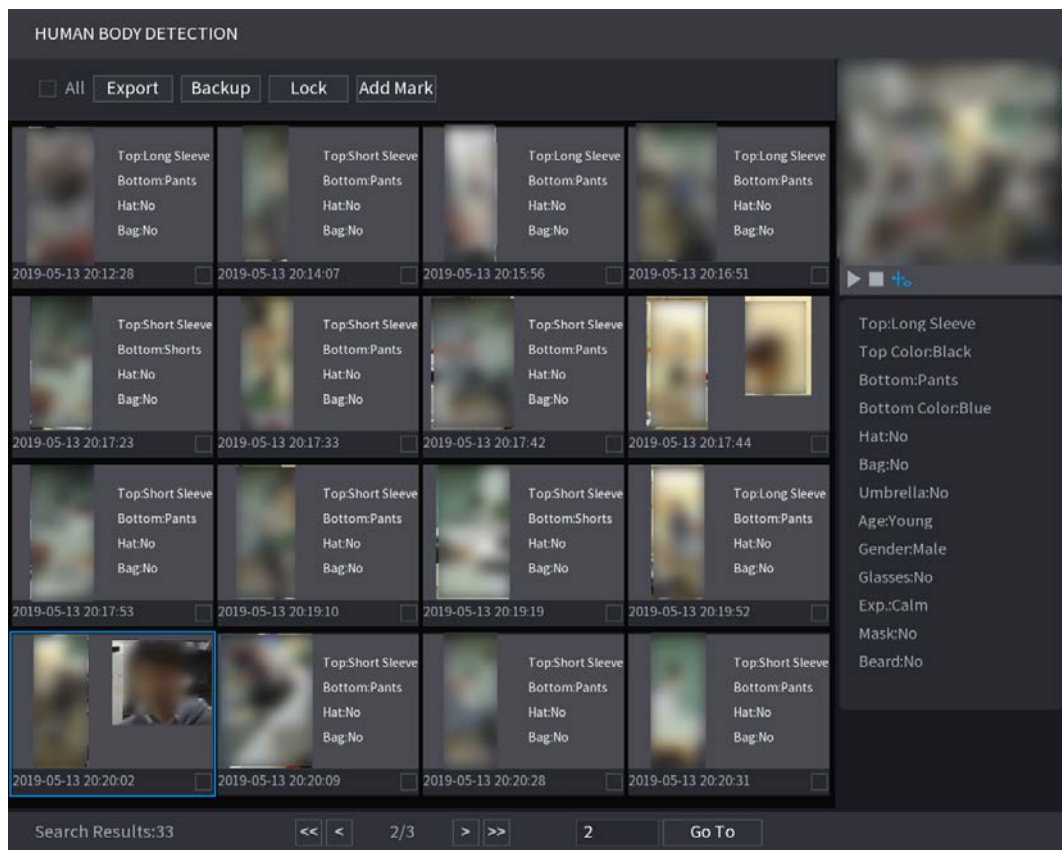 HUMAN BODY DETECTION
All Export Backup Lock Add Mark
Top:Long Sleeve
Bottom:Pants
Hat:No
Bag:No
2019-05-13 20:12:28
Top:Short Sleeve
Bottom:Pants
Hat:No
Bag:No
2019-05-13 20:14:07
Top:Long Sleeve
Bottom:Pants
Hat:No
Bag:No
2019-05-13 20:15:56
Top:Long Sleeve
Bottom:Pants
Hat:No
Bag:No
2019-05-13 20:16:51
Top:Short Sleeve
Bottom:Shorts
Hat:No
Bag:No
2019-05-13 20:17:23
Top:Short Sleeve
Bottom:Pants
Hat:No
Bag:No
2019-05-13 20:17:33
Top:Short Sleeve
Bottom:Pants
Hat:No
Bag:No
2019-05-13 20:17:42
2019-05-13 20:17:44
Top:Short Sleeve
Bottom:Pants
Hat:No
Bag:No
2019-05-13 20:17:53
Top:Short Sleeve
Bottom:Pants
Hat:No
Bag:No
2019-05-13 20:19:10
Top:Short Sleeve
Bottom:Shorts
Hat:No
Bag:No
2019-05-13 20:19:19
Top:Long Sleeve
Bottom:Pants
Hat:No
Bag:No
2019-05-13 20:19:52
2019-05-13 20:20:02
Top:Short Sleeve
Bottom:Pants
Hat:No
Bag:No
2019-05-13 20:20:09
Top:Short Sleeve
Bottom:Pants
Hat:No
Bag:No
2019-05-13 20:20:28
Top:Short Sleeve
Bottom:Pants
Hat:No
Bag:No
2019-05-13 20:20:31
Top:Long Sleeve
Top Color:Black
Bottom:Pants
Bottom Color:Blue
Hat:No
Bag:No
Umbrella:No
Age:Young
Gender:Male
Glasses:No
Exp.:Calm
Mask:No
Beard:No
Search Results:33 << < 2/3 > >> 2 Go To